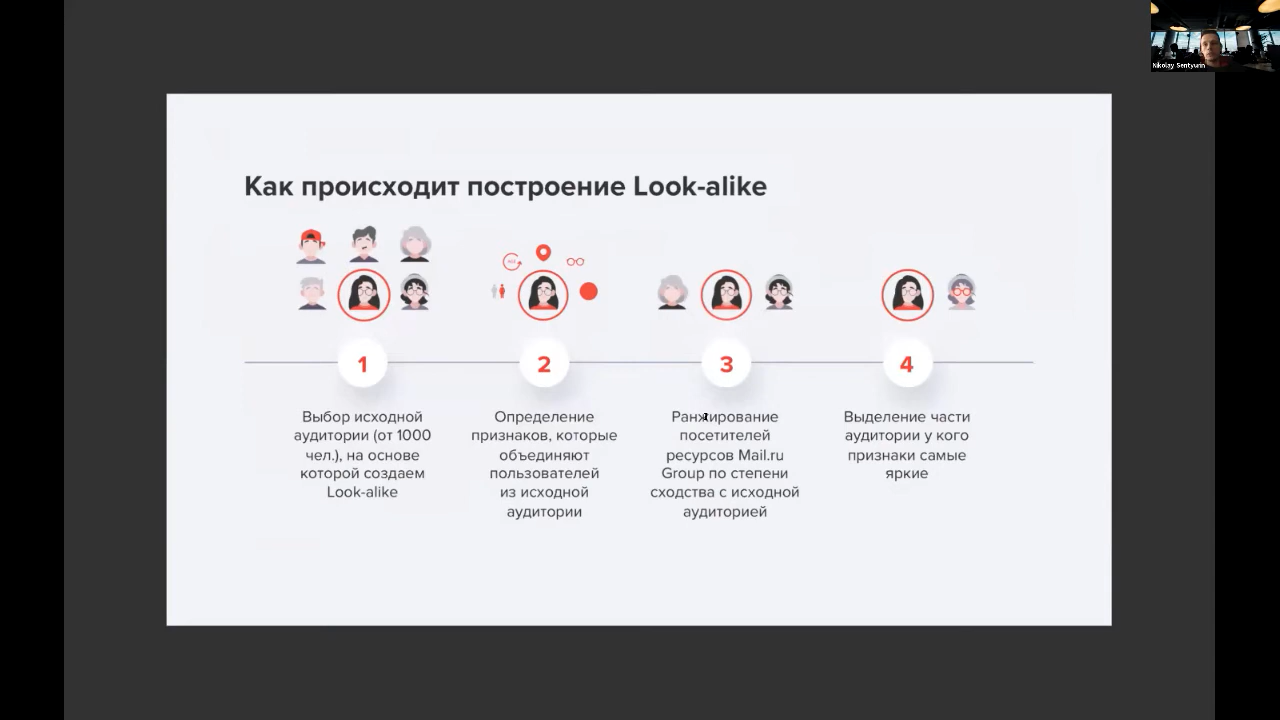 Nikolay Sentyurin
Как происходит построение Look-alike
1
Выбор исходной
аудитории (от 1000
чел.), на основе
которой создаем
Look-alike
2
Определение
признаков, которые
объединяют
пользователей
из исходной
аудитории
3
Ранжирование
посетителей
ресурсов Mail.ru
Group по степени
сходства с исходной
аудиторией
4
Выделение части
аудитории у кого
признаки самые
яркие